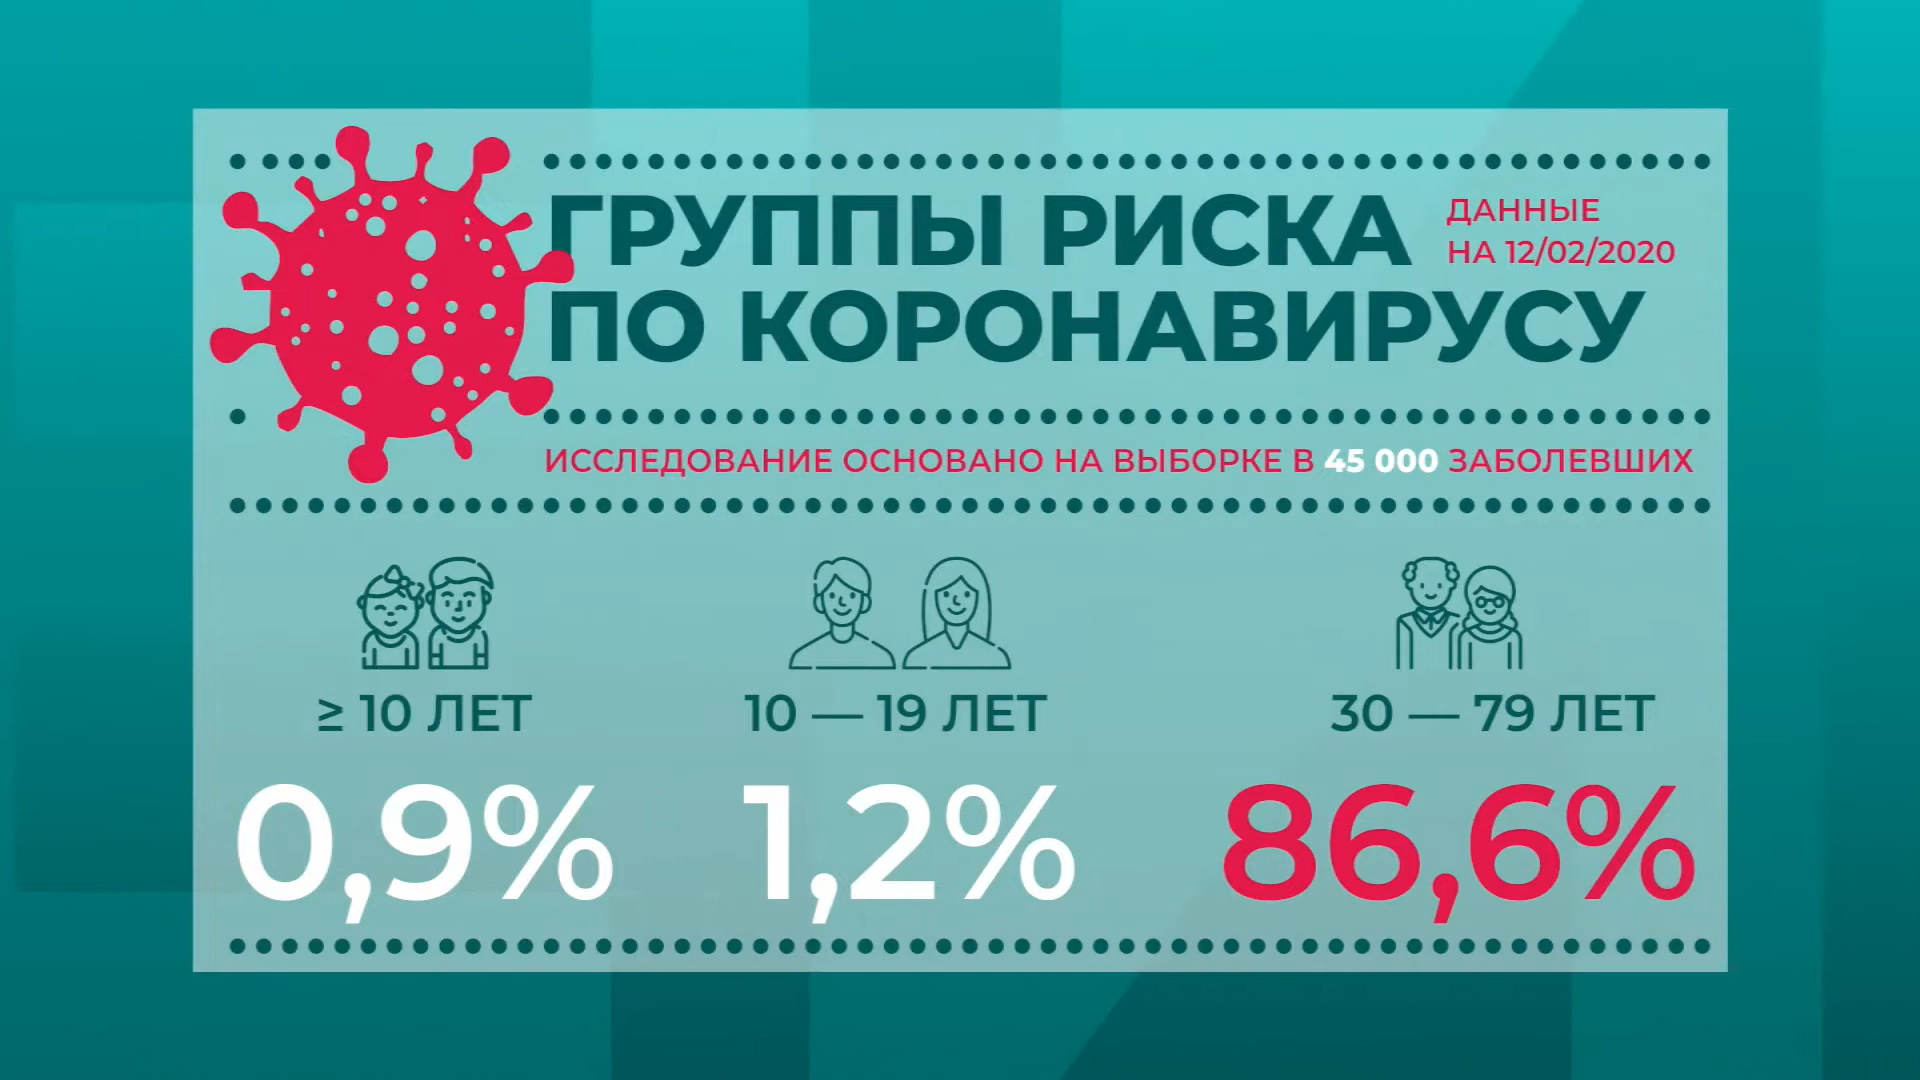 ГРУППЫ РИСКА
ДАННЫЕ
НА 12/02/2020
ПО КОРОНАВИРУСУ
ИССЛЕДОВАНИЕ ОСНОВАНО НА ВЫБОРКЕ В 45 000 ЗАБОЛЕВШИХ
≥ 10 ЛЕТ
0,9%
10 — 19 ЛЕТ
1,2%
30 — 79 ЛЕТ
86,6%